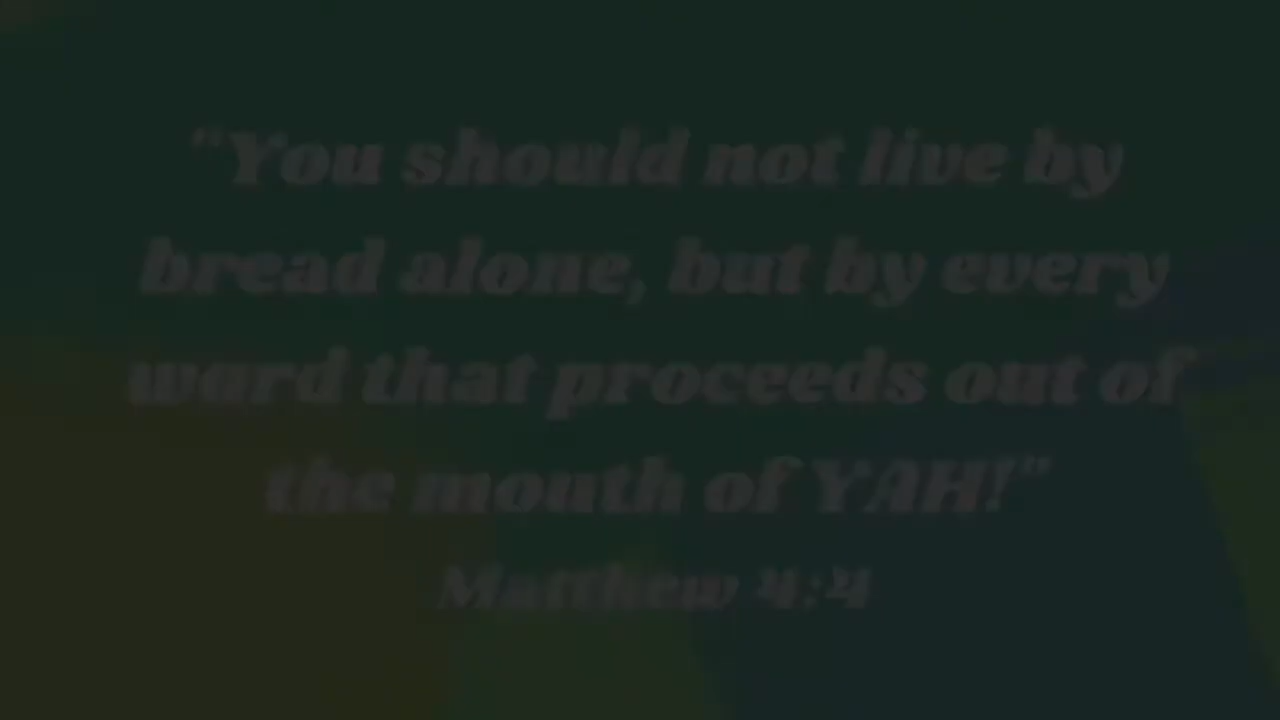 "You should not live by
bread alone, but by every
word that proceeds out of
the mouth of YAH!"
Matthew 4:4